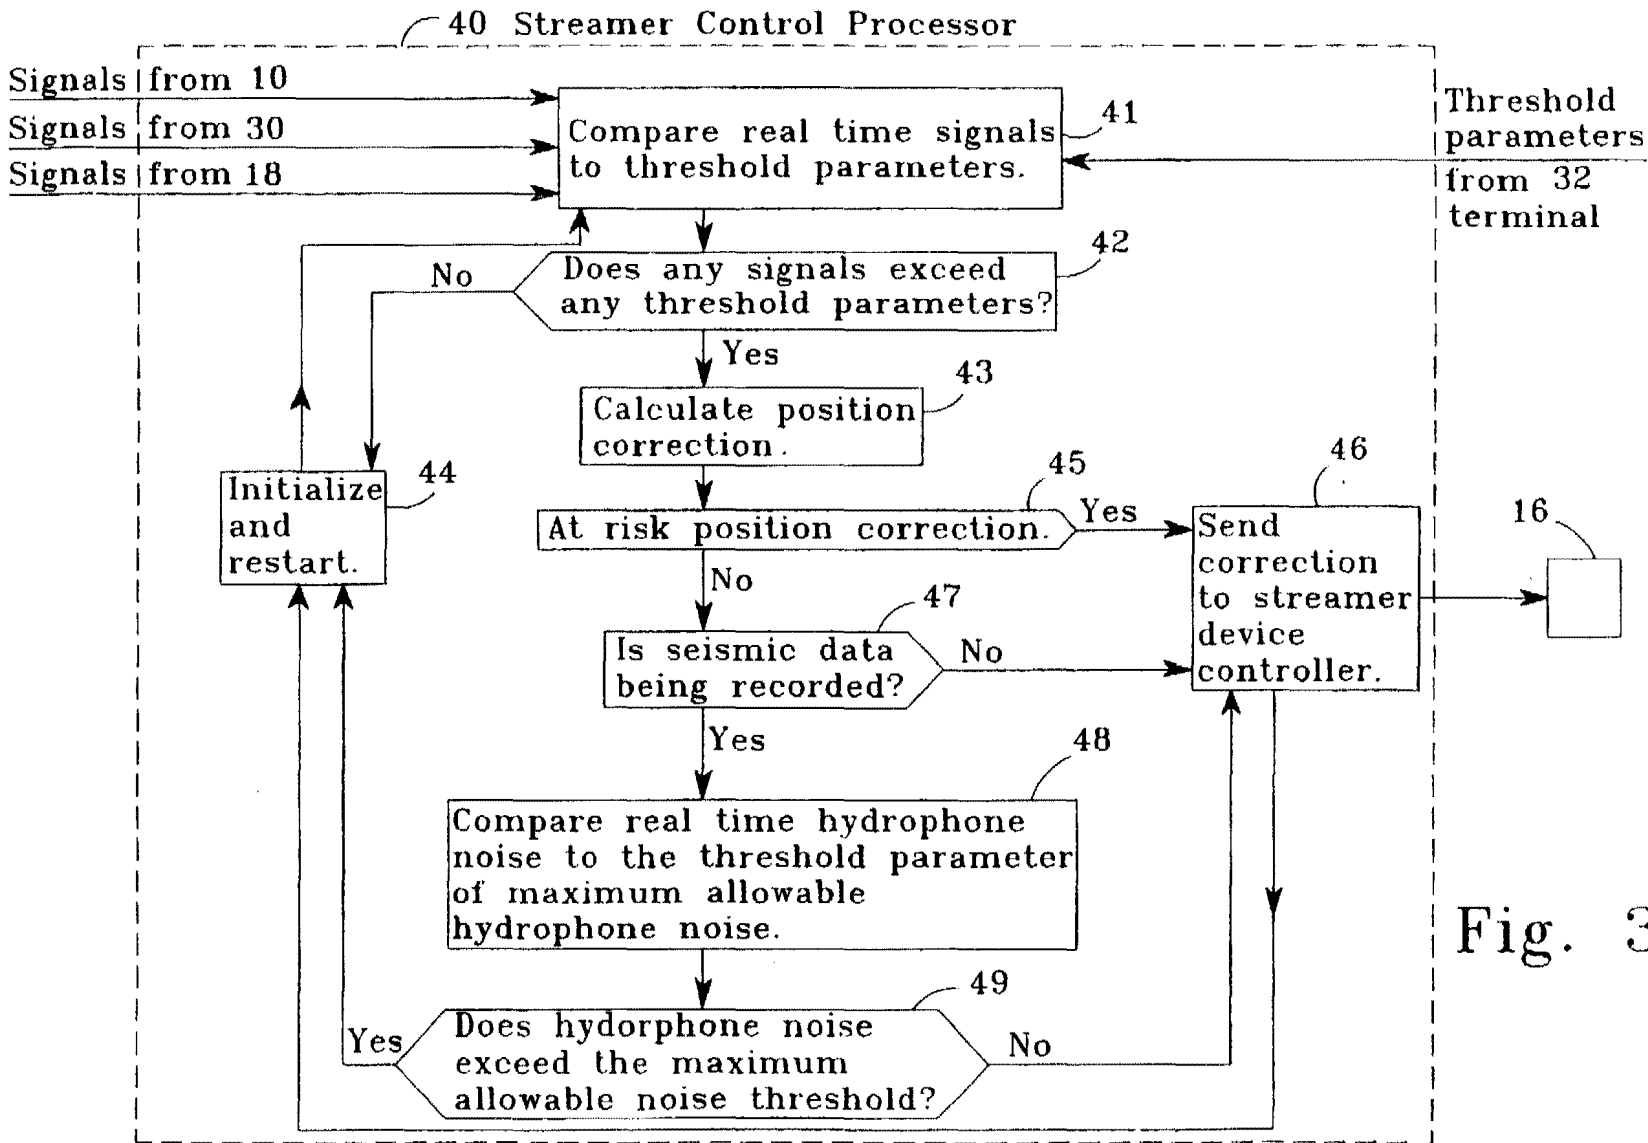 40 Streamer Control Processor
Signals from 10
Signals from 30
Signals from 18
Compare real time signals
to threshold parameters.
41
Threshold
parameters
from 32
terminal
Does any signals exceed
any threshold parameters?
42
No
Yes
Calculate position
correction.
43
Initialize
and
restart.
44
At risk position correction.
45
Yes
No
Send
correction
to streamer
device
controller.
46
16
Is seismic data
being recorded?
47
No
Yes
Compare real time hydrophone
noise to the threshold parameter
of maximum allowable
hydrophone noise.
48
Does hydorphone noise
exceed the maximum
allowable noise threshold?
49
Yes
No
Fig. 3